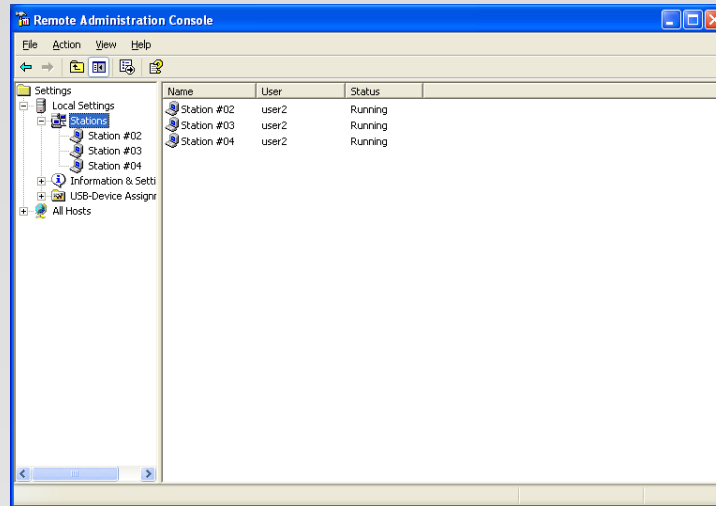 Remote Administration Console
File Action View Help
Settings
Local Settings
Stations
Station #02
Station #03
Station #04
Information & Setti
USB-Device Assignr
All Hosts
Name User Status
Station #02 user2 Running
Station #03 user2 Running
Station #04 user2 Running